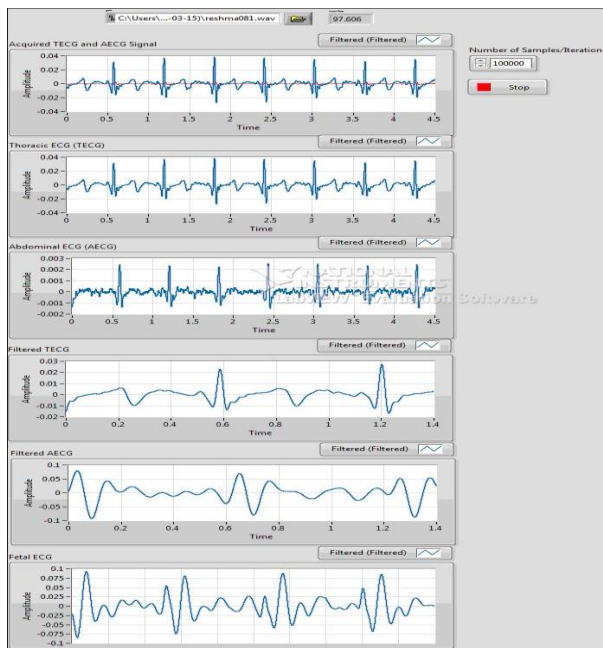 C:\Users\...-03-15)\reshma081.wav
97.606
Acquired TECG and AECG Signal
Filtered (Filtered)
Number of Samples/Iteration
100000
Stop
Amplitude
0.04
0.02
0
-0.02
-0.04
0 0.5 1 1.5 2 2.5 3 3.5 4 4.5
Time
Thoracic ECG (TECG)
Filtered (Filtered)
Amplitude
0.04
0.02
0
-0.02
-0.04
0 0.5 1 1.5 2 2.5 3 3.5 4 4.5
Time
Abdominal ECG (AECG)
Filtered (Filtered)
Amplitude
0.003
0.002
0.001
0
-0.001
-0.002
0 0.5 1 1.5 2 2.5 3 3.5 4 4.5
Time
NATIONAL
INSTRUMENTS
LabVIEW Evaluation Software
Filtered TECG
Filtered (Filtered)
Amplitude
0.03
0.02
0.01
0
-0.01
-0.02
0 0.2 0.4 0.6 0.8 1 1.2 1.4
Time
Filtered AECG
Filtered (Filtered)
Amplitude
0.1
0.05
0
-0.05
-0.1
0 0.2 0.4 0.6 0.8 1 1.2 1.4
Time
Fetal ECG
Filtered (Filtered)
Amplitude
0.1
0.075
0.05
0.025
0
-0.025
-0.05
-0.075
-0.1